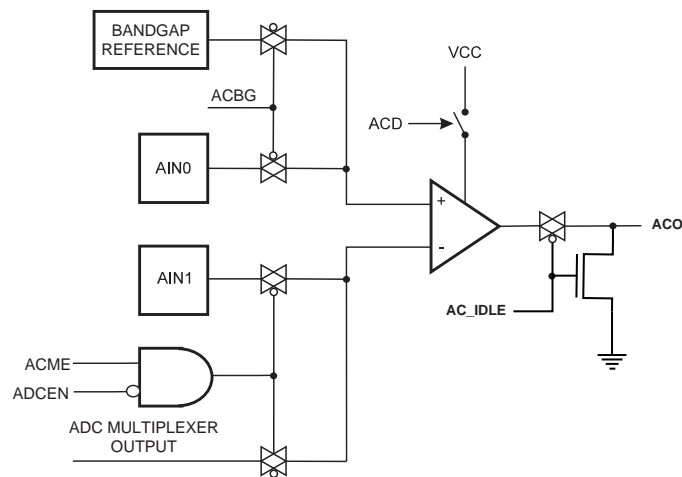 BANDGAP
REFERENCE
VCC
ACBG
ACD
AIN0
+
-
ACO
AIN1
AC_IDLE
ACME
ADCEN
ADC MULTIPLEXER
OUTPUT